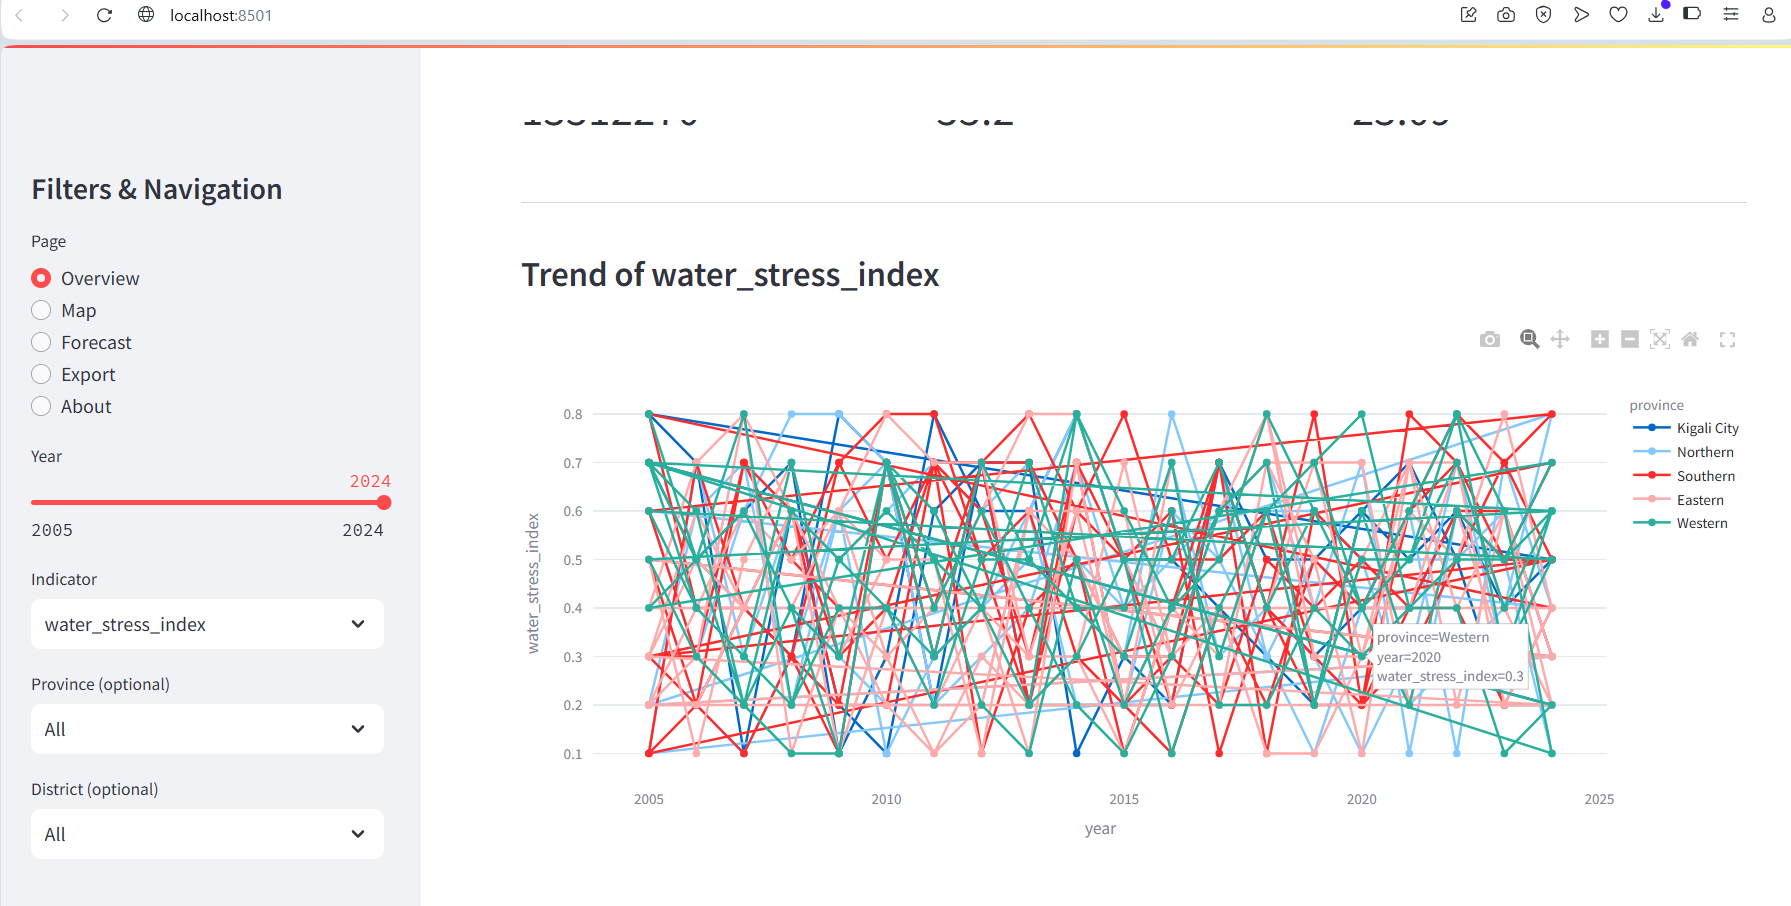 localhost:8501
Filters & Navigation
Page
Overview
Map
Forecast
Export
About
Year
2024
2005 2024
Indicator
water_stress_index
Province (optional)
All
District (optional)
All
Trend of water_stress_index
province
Kigali City
Northern
Southern
Eastern
Western
water_stress_index
0.8
0.7
0.6
0.5
0.4
0.3
0.2
0.1
province=Western
year=2020
water_stress_index=0.3
2005 2010 2015 2020 2025
year